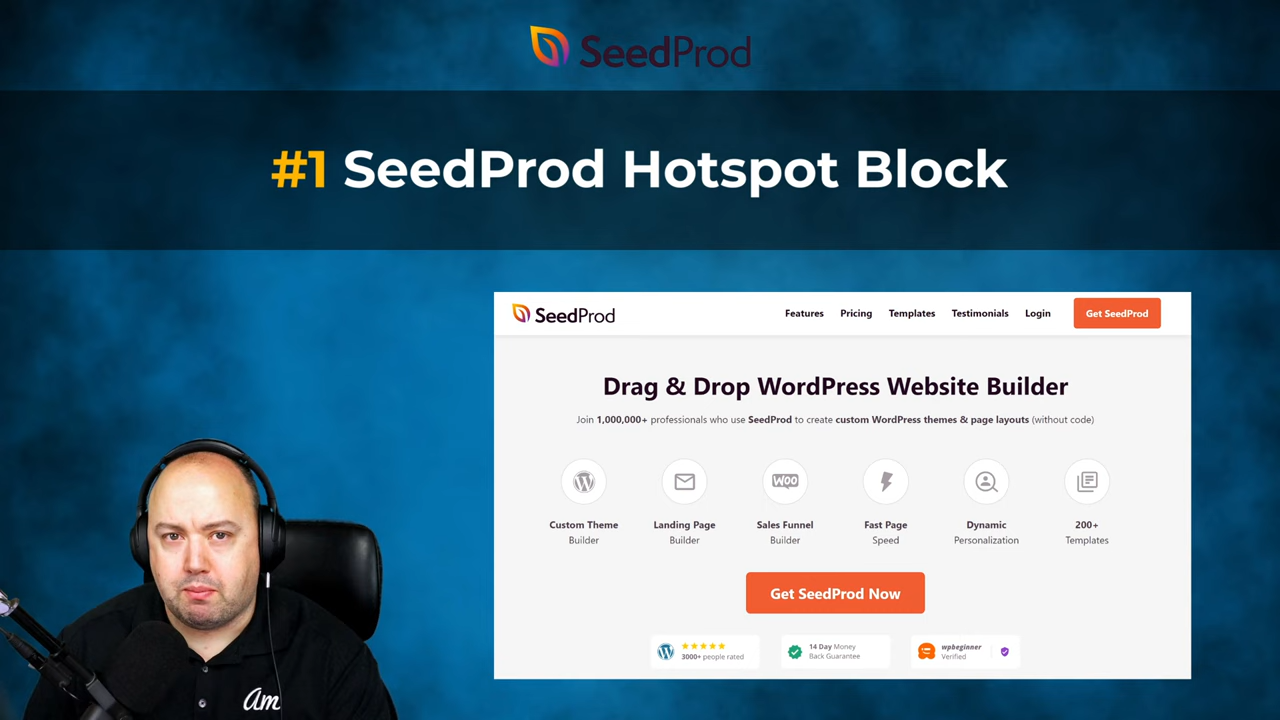 SeedProd
#1 SeedProd Hotspot Block
SeedProd
Features Pricing Templates Testimonials Login Get SeedProd
Drag & Drop WordPress Website Builder
Join 1,000,000+ professionals who use SeedProd to create custom WordPress themes & page layouts (without code)
WOO
Custom Theme Landing Page Sales Funnel Fast Page Dynamic 200+
Builder Builder Builder Speed Personalization Templates
Get SeedProd Now
3000+ people rated
14 Day Money
Back Guarantee
wpbeginner
Verified
Am